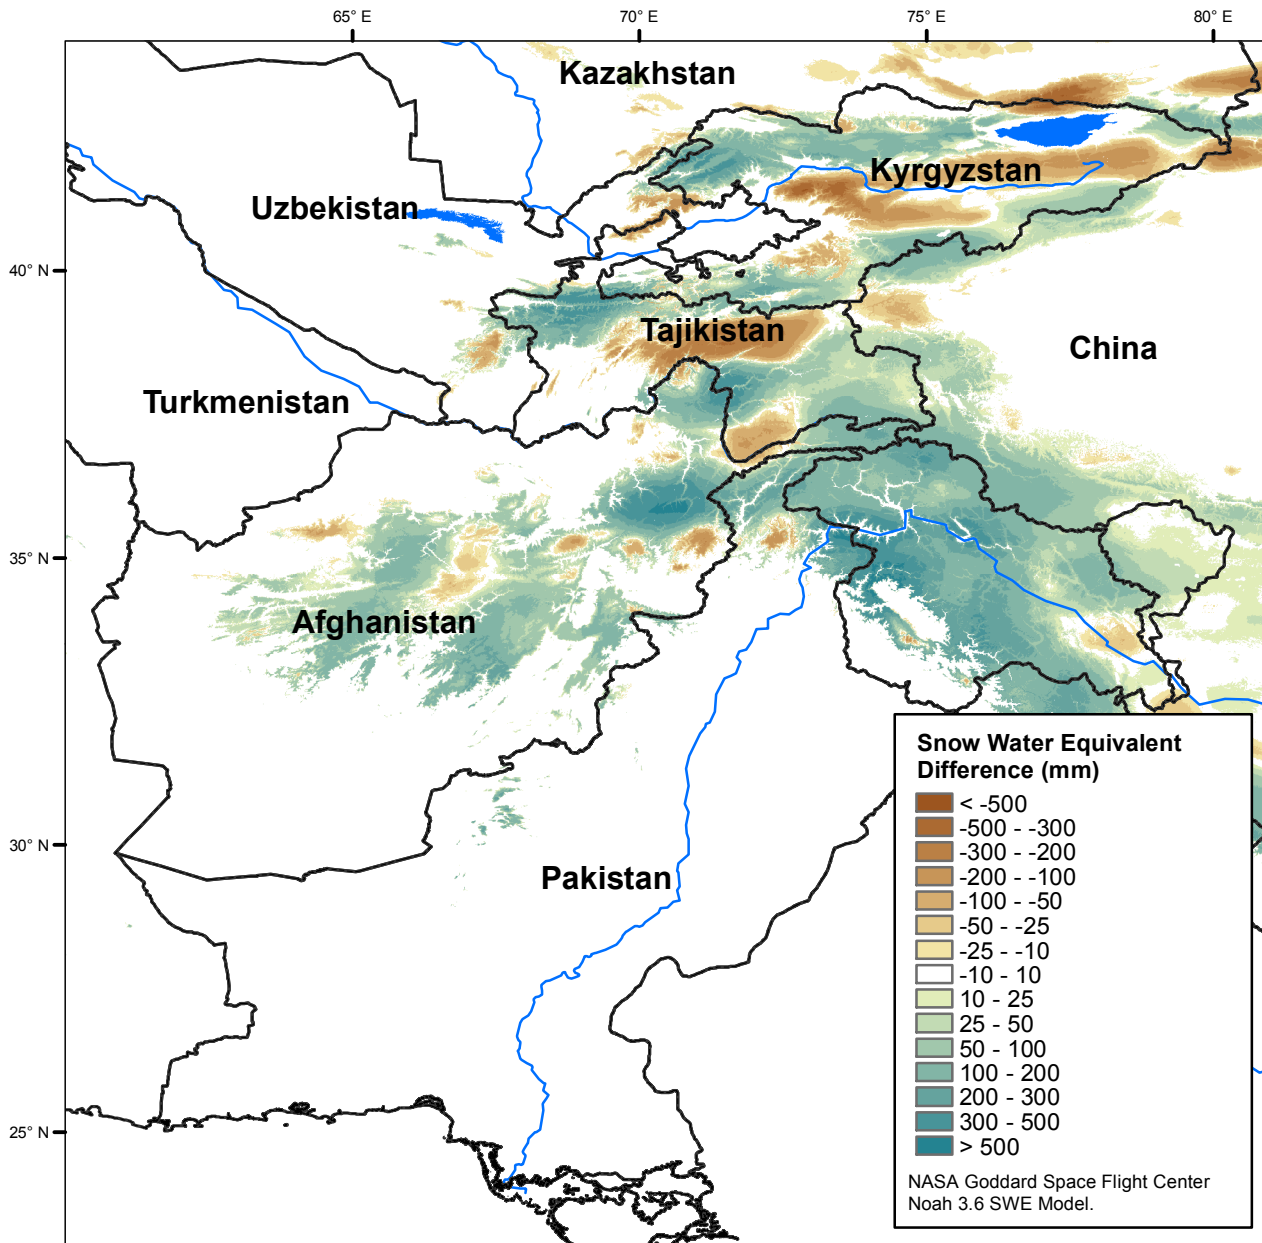 65° E
70° E
75° E
80° E
Kazakhstan
Kyrgyzstan
Uzbekistan
40° N
Tajikistan
China
Turkmenistan
35° N
Afghanistan
Snow Water Equivalent
Difference (mm)
< -500
-500 - -300
-300 - -200
-200 - -100
-100 - -50
-50 - -25
-25 - -10
-10 - 10
10 - 25
25 - 50
50 - 100
100 - 200
200 - 300
300 - 500
> 500
NASA Goddard Space Flight Center
Noah 3.6 SWE Model.
30° N
Pakistan
25° N